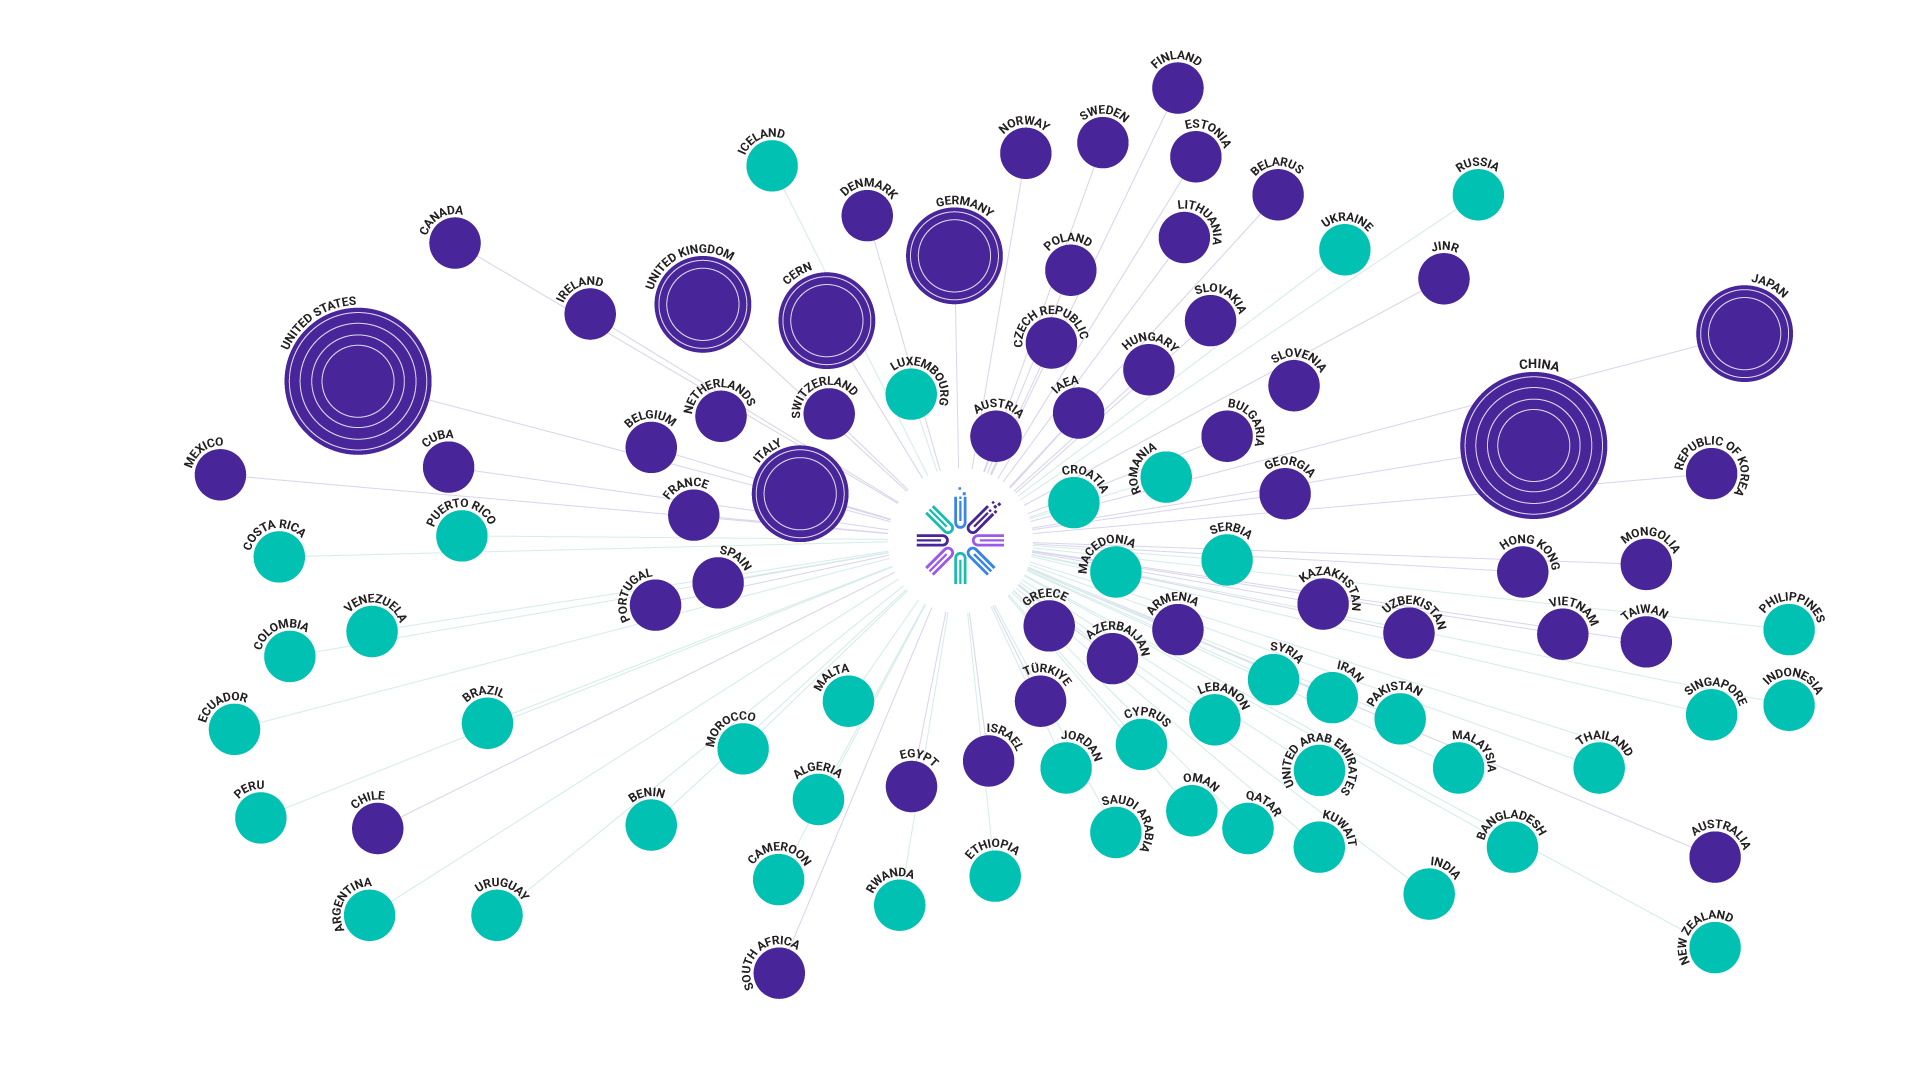 FINLAND
SWEDEN
NORWAY
ESTONIA
ICELAND
BELARUS
RUSSIA
DENMARK
GERMANY
LITHUANIA
CANADA
UKRAINE
POLAND
JINR
UNITED KINGDOM
CERN
IRELAND
SLOVAKIA
JAPAN
UNITED STATES
CZECH REPUBLIC
HUNGARY
SLOVENIA
LUXEMBOURG
CHINA
NETHERLANDS
SWITZERLAND
IAEA
BELGIUM
AUSTRIA
BULGARIA
MEXICO
CUBA
ITALY
REPUBLIC OF KOREA
ROMANIA
CROATIA
GEORGIA
FRANCE
PUERTO RICO
COSTA RICA
SERBIA
MACEDONIA
HONG KONG
MONGOLIA
SPAIN
PORTUGAL
KAZAKHSTAN
UZBEKISTAN
VIETNAM
TAIWAN
PHILIPPINES
VENEZUELA
COLOMBIA
GREECE
ARMENIA
AZERBAIJAN
SYRIA
IRAN
TÜRKIYE
MALTA
LEBANON
PAKISTAN
SINGAPORE
INDONESIA
ECUADOR
BRAZIL
MOROCCO
CYPRUS
ISRAEL
JORDAN
EGYPT
UNITED ARAB EMIRATES
MALAYSIA
THAILAND
ALGERIA
OMAN
PERU
CHILE
BENIN
QATAR
SAUDI ARABIA
KUWAIT
BANGLADESH
AUSTRALIA
CAMEROON
ETHIOPIA
RWANDA
INDIA
ARGENTINA
URUGUAY
NEW ZEALAND
SOUTH AFRICA